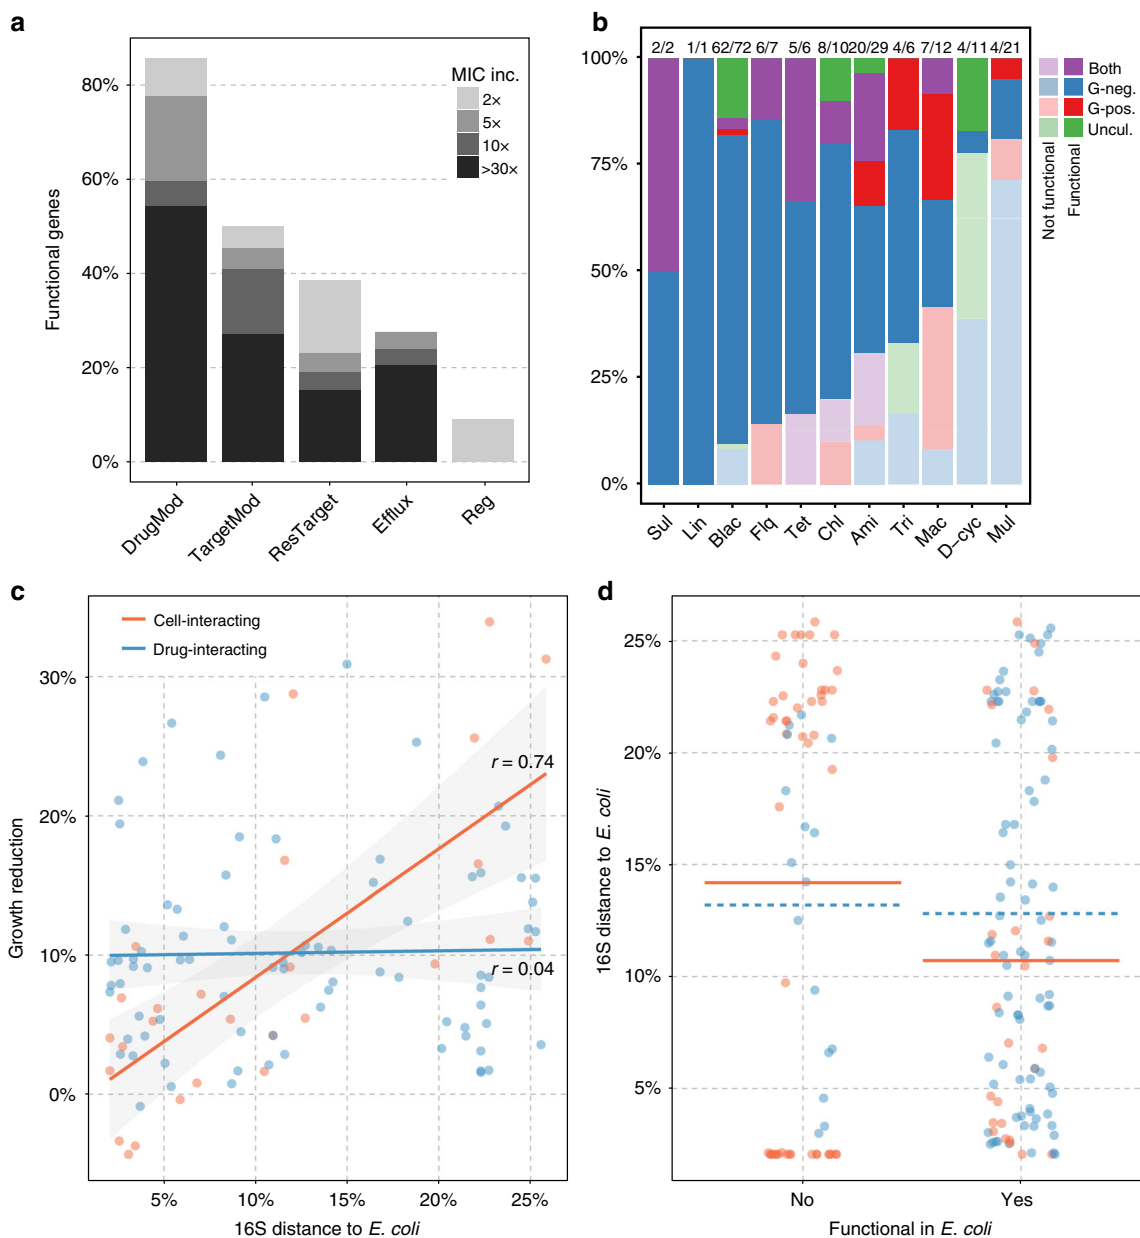 a
MIC inc.
2×
5×
10×
>30×
Functional genes
80%
60%
40%
20%
0%
DrugMod
TargetMod
ResTarget
Efflux
Reg
b
2/2 1/1 62/72 6/7 5/6 8/10 20/29 4/6 7/12 4/11 4/21
100%
75%
50%
25%
0%
Both
G-neg.
G-pos.
Uncul.
Not functional
Functional
Sul
Lin
Blac
Flq
Tet
Chl
Ami
Tri
Mac
D-cyc
Mul
c
Cell-interacting
Drug-interacting
r = 0.74
r = 0.04
Growth reduction
30%
20%
10%
0%
5% 10% 15% 20% 25%
16S distance to E. coli
d
16S distance to E. coli
25%
20%
15%
10%
5%
No Yes
Functional in E. coli